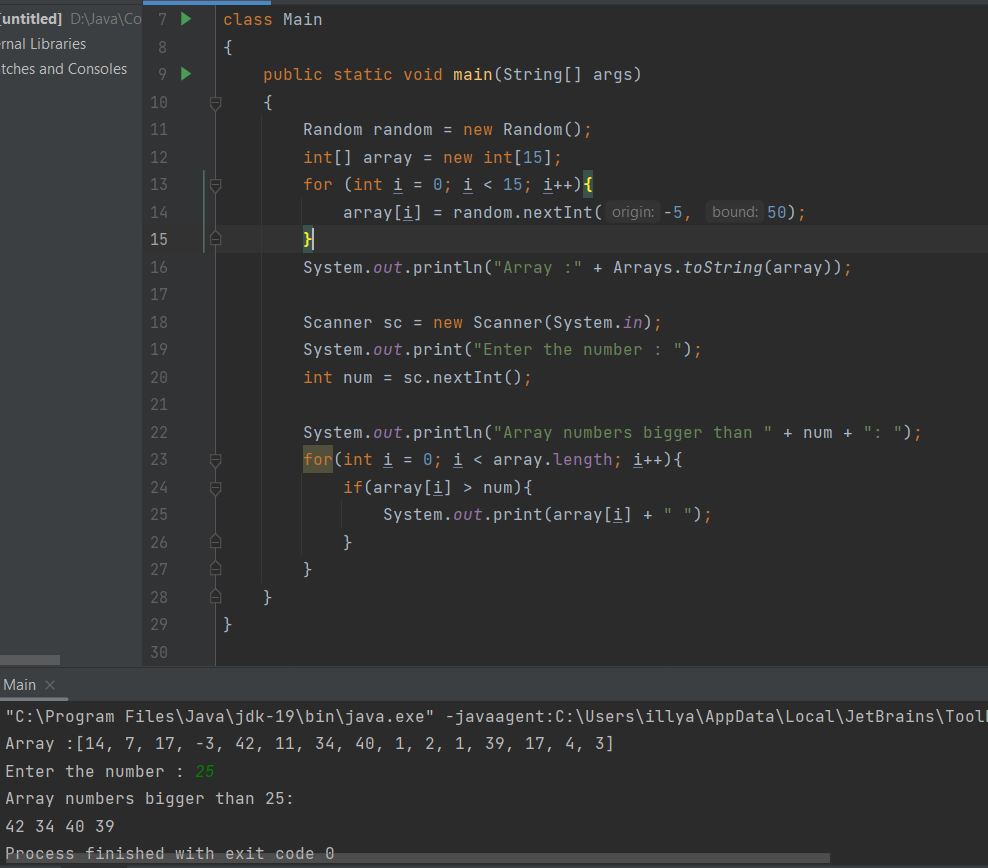 [untitled] D:\Java\Co
rnal Libraries
tches and Consoles
7 class Main
8 {
9 public static void main(String[] args)
10 {
11 Random random = new Random();
12 int[] array = new int[15];
13 for (int i = 0; i < 15; i++){
14 array[i] = random.nextInt( origin: -5, bound: 50);
15 }
16 System.out.println("Array :" + Arrays.toString(array));
17
18 Scanner sc = new Scanner(System.in);
19 System.out.print("Enter the number : ");
20 int num = sc.nextInt();
21
22 System.out.println("Array numbers bigger than " + num + ": ");
23 for(int i = 0; i < array.length; i++){
24 if(array[i] > num){
25 System.out.print(array[i] + " ");
26 }
27 }
28 }
29 }
30
Main
"C:\Program Files\Java\jdk-19\bin\java.exe" -javaagent:C:\Users\illya\AppData\Local\JetBrains\Tool
Array :[14, 7, 17, -3, 42, 11, 34, 40, 1, 2, 1, 39, 17, 4, 3]
Enter the number : 25
Array numbers bigger than 25:
42 34 40 39
Process finished with exit code 0